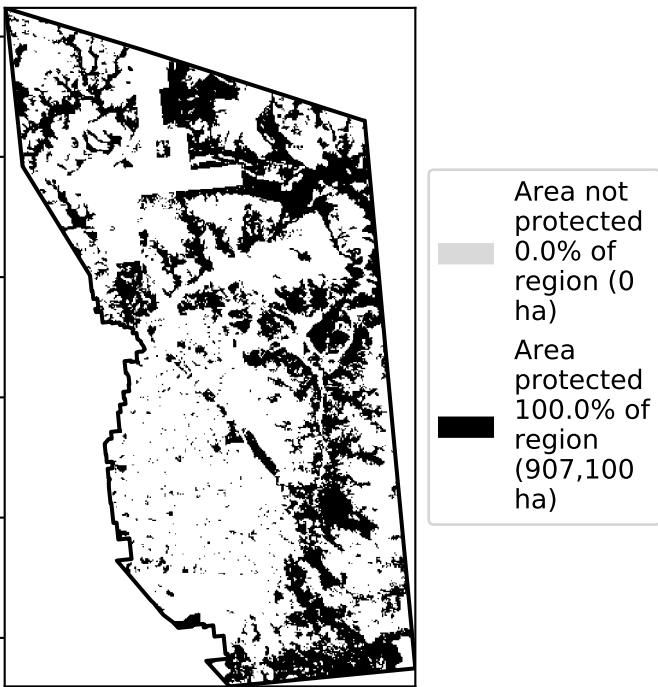 Area not
protected
0.0% of
region (0
ha)
Area
protected
100.0% of
region
(907,100
ha)